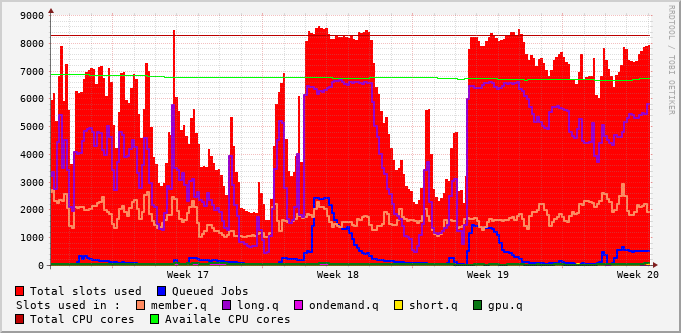 9000
8000
7000
6000
5000
4000
3000
2000
1000
0
Week 17 Week 18 Week 19 Week 20
Total slots used Queued Jobs
Slots used in : member.q long.q ondemand.q short.q gpu.q
Total CPU cores Availale CPU cores
RRDTOOL / TOBI OETIKER